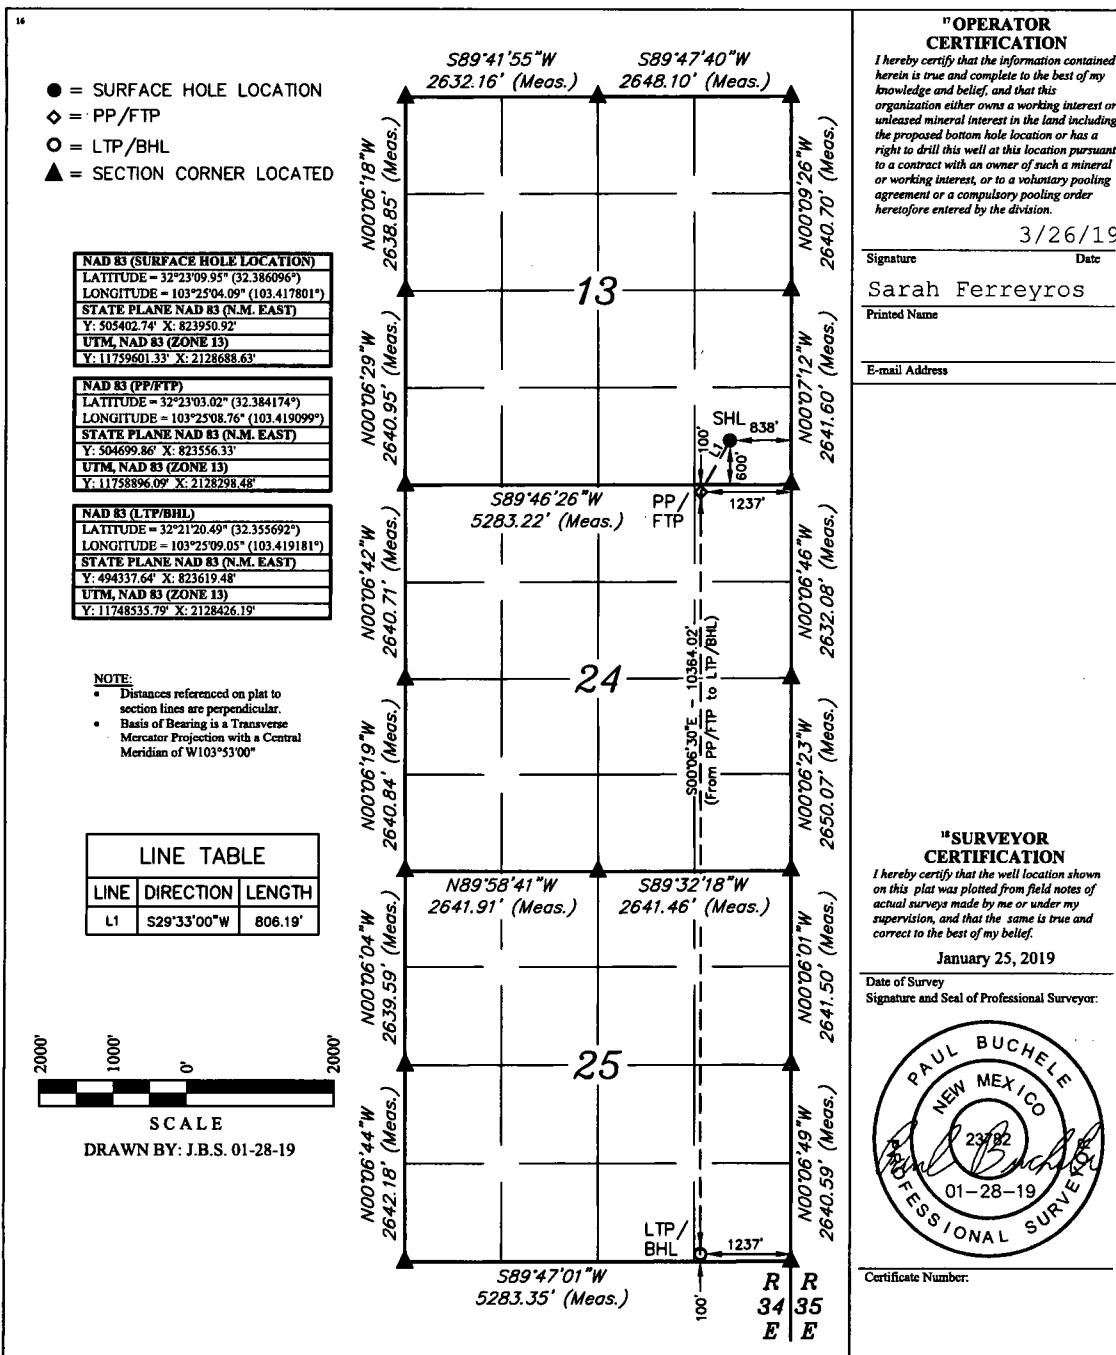 16
● = SURFACE HOLE LOCATION
◇ = PP/FTP
O = LTP/BHL
▲ = SECTION CORNER LOCATED
NAD 83 (SURFACE HOLE LOCATION)
LATITUDE = 32°23'09.95" (32.386096°)
LONGITUDE = 103°25'04.09" (103.417801°)
STATE PLANE NAD 83 (N.M. EAST)
Y: 505402.74' X: 823950.92'
UTM, NAD 83 (ZONE 13)
Y: 11759601.33' X: 2128688.63'
NAD 83 (PP/FTP)
LATITUDE = 32°23'03.02" (32.384174°)
LONGITUDE = 103°25'08.76" (103.419099°)
STATE PLANE NAD 83 (N.M. EAST)
Y: 504699.86' X: 823556.33'
UTM, NAD 83 (ZONE 13)
Y: 11758896.09' X: 2128298.48'
NAD 83 (LTP/BHL)
LATITUDE = 32°21'20.49" (32.355692°)
LONGITUDE = 103°25'09.05" (103.419181°)
STATE PLANE NAD 83 (N.M. EAST)
Y: 494337.64' X: 823619.48'
UTM, NAD 83 (ZONE 13)
Y: 11748535.79' X: 2128426.19'
NOTE:
• Distances referenced on plat to
section lines are perpendicular.
• Basis of Bearing is a Transverse
Mercator Projection with a Central
Meridian of W103°53'00"
LINE TABLE
LINE DIRECTION LENGTH
L1 S29°33'00"W 806.19'
2000' 1000' 0' 2000'
SCALE
DRAWN BY: J.B.S. 01-28-19
S89°41'55"W
2632.16' (Meas.)
S89°47'40"W
2648.10' (Meas.)
N00°06'18"W
2638.85' (Meas.)
N00°09'26"W
2640.70' (Meas.)
13
N00°06'29"W
2640.95' (Meas.)
N00°07'12"W
2641.60' (Meas.)
SHL
838'
100'
L1
600'
S89°46'26"W
5283.22' (Meas.)
PP/
FTP
1237'
N00°06'42"W
2640.71' (Meas.)
N00°06'46"W
2632.08' (Meas.)
24
S00°06'30"E - 10364.02'
(From PP/FTP to LTP/BHL)
N00°06'19"W
2640.84' (Meas.)
N00°06'23"W
2650.07' (Meas.)
N89°58'41"W
2641.91' (Meas.)
S89°32'18"W
2641.46' (Meas.)
N00°06'04"W
2639.59' (Meas.)
N00°06'01"W
2641.50' (Meas.)
25
N00°06'44"W
2642.18' (Meas.)
N00°06'49"W
2640.59' (Meas.)
LTP/
BHL
1237'
S89°47'01"W
5283.35' (Meas.)
100'
R R
34 35
E E
17 OPERATOR
CERTIFICATION
I hereby certify that the information contained
herein is true and complete to the best of my
knowledge and belief, and that this
organization either owns a working interest or
unleased mineral interest in the land including
the proposed bottom hole location or has a
right to drill this well at this location pursuant
to a contract with an owner of such a mineral
or working interest, or to a voluntary pooling
agreement or a compulsory pooling order
heretofore entered by the division.
3/26/19
Signature Date
Sarah Ferreyros
Printed Name
E-mail Address
18 SURVEYOR
CERTIFICATION
I hereby certify that the well location shown
on this plat was plotted from field notes of
actual surveys made by me or under my
supervision, and that the same is true and
correct to the best of my belief.
January 25, 2019
Date of Survey
Signature and Seal of Professional Surveyor:
PAUL BUCHELE
NEW MEXICO
23782
Paul Buchele
01-28-19
PROFESSIONAL SURVEYOR
Certificate Number: